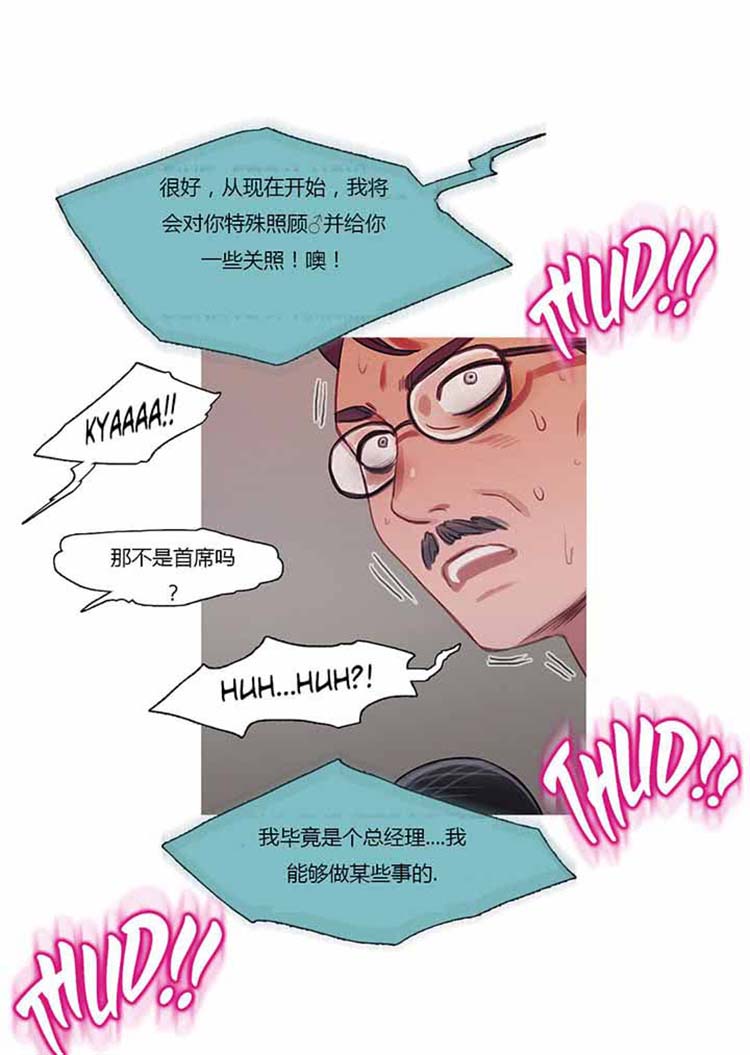 很好，从现在开始，我将
会对你特殊照顾♂并给你
一些关照！噢！
THUD!!
KYAAAA!!
那不是首席吗
？
HUH...HUH?!
THUD!!
我毕竟是个总经理....我
能够做某些事的.
THUD!!